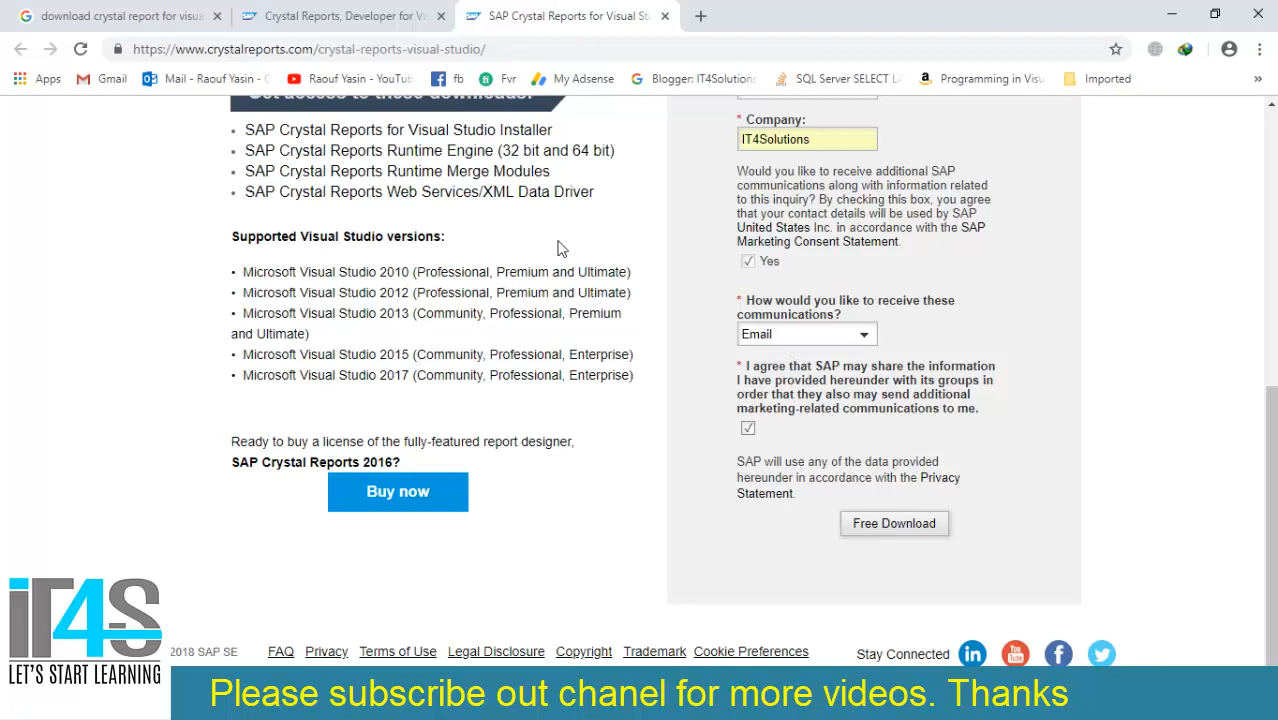 download crystal report for visua
Crystal Reports, Developer for Vi
SAP Crystal Reports for Visual Stu
https://www.crystalreports.com/crystal-reports-visual-studio/
Apps
Gmail
Mail - Raouf Yasin - O
Raouf Yasin - YouTub
fb
Fvr
My Adsense
Blogger: IT4Solutions
SQL Server SELECT LA
Programming in Visu
Imported
»
Get access to these downloads:
• SAP Crystal Reports for Visual Studio Installer
• SAP Crystal Reports Runtime Engine (32 bit and 64 bit)
• SAP Crystal Reports Runtime Merge Modules
• SAP Crystal Reports Web Services/XML Data Driver
Supported Visual Studio versions:
• Microsoft Visual Studio 2010 (Professional, Premium and Ultimate)
• Microsoft Visual Studio 2012 (Professional, Premium and Ultimate)
• Microsoft Visual Studio 2013 (Community, Professional, Premium
and Ultimate)
• Microsoft Visual Studio 2015 (Community, Professional, Enterprise)
• Microsoft Visual Studio 2017 (Community, Professional, Enterprise)
Ready to buy a license of the fully-featured report designer,
SAP Crystal Reports 2016?
Buy now
* Company:
IT4Solutions
Would you like to receive additional SAP
communications along with information related
to this inquiry? By checking this box, you agree
that your contact details will be used by SAP
United States Inc. in accordance with the SAP
Marketing Consent Statement.
Yes
* How would you like to receive these
communications?
Email
* I agree that SAP may share the information
I have provided hereunder with its groups in
order that they also may send additional
marketing-related communications to me.
SAP will use any of the data provided
hereunder in accordance with the Privacy
Statement.
Free Download
iT4S
LET'S START LEARNING
2018 SAP SE
FAQ
Privacy
Terms of Use
Legal Disclosure
Copyright
Trademark
Cookie Preferences
Stay Connected
in
You Tube
f
Please subscribe out chanel for more videos. Thanks